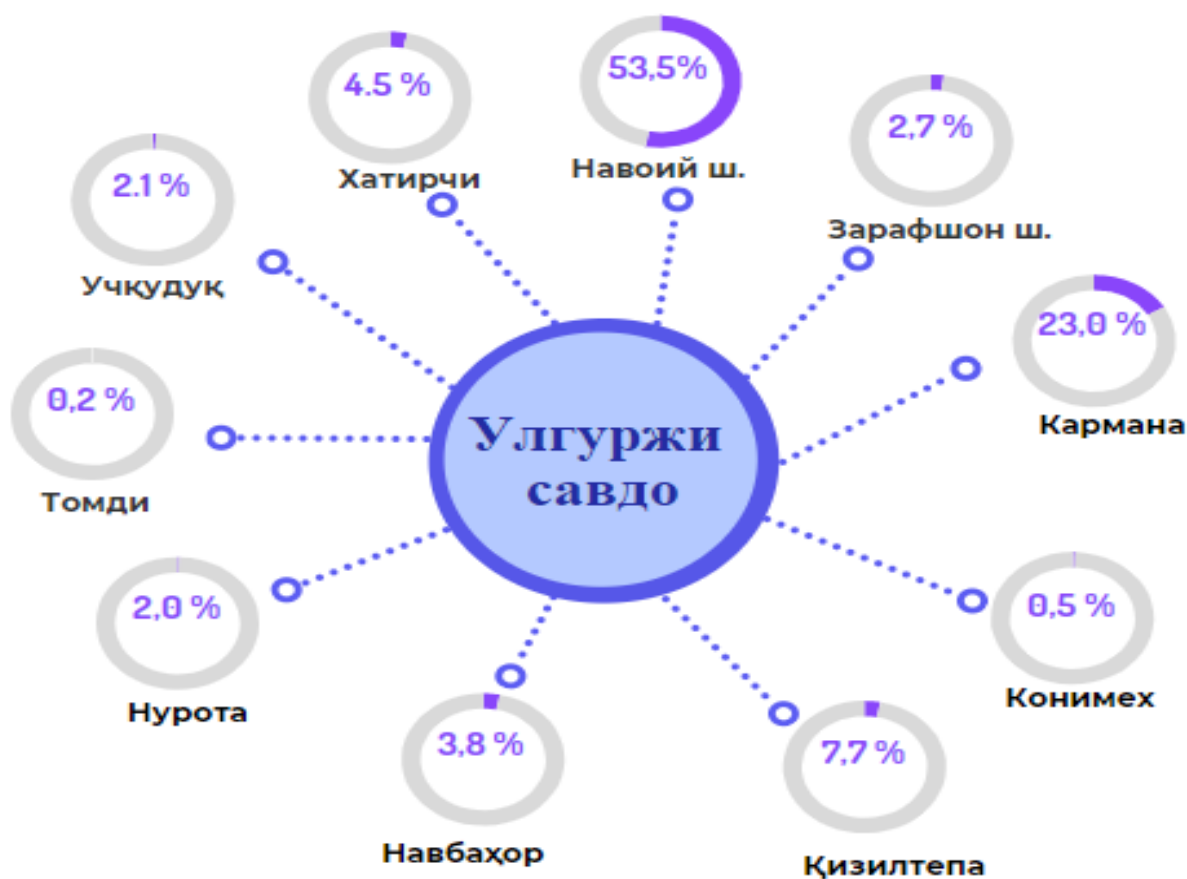 53,5%
Навоий ш.
2,7 %
Зарафшон ш.
23,0 %
Кармана
0,5 %
Конимех
7,7 %
Қизилтепа
3,8 %
Навбаҳор
2,0 %
Нурота
0,2 %
Томди
2.1 %
Учқудуқ
4.5 %
Хатирчи
Улгуржи
савдо